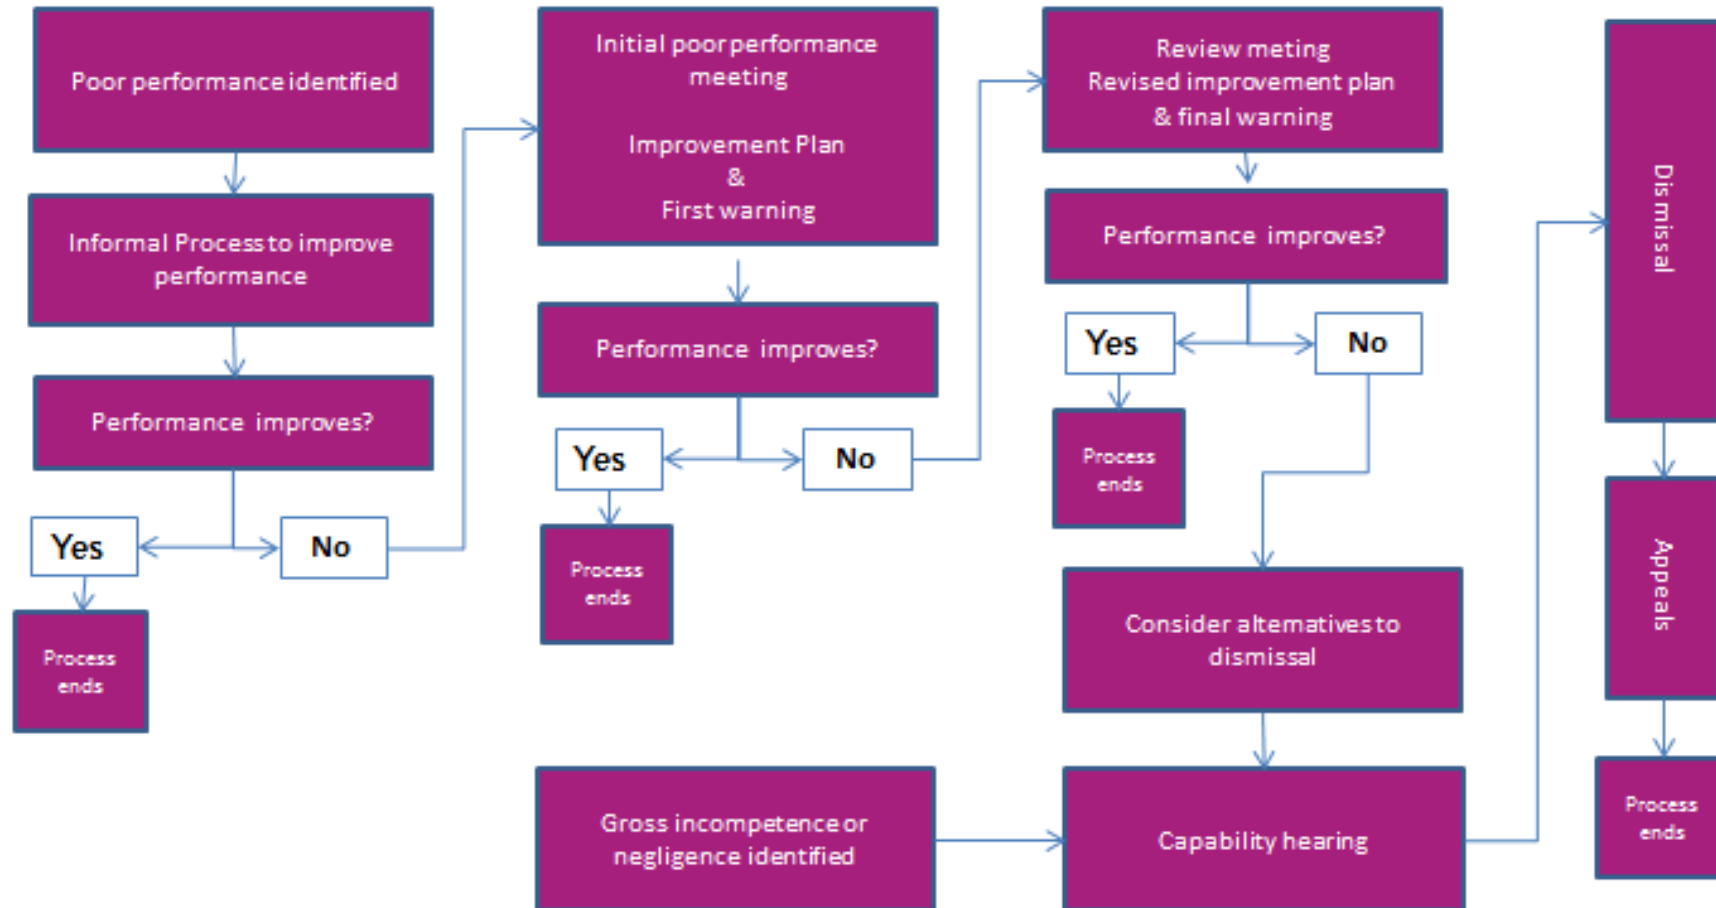 Poor performance identified
Informal Process to improve
performance
Performance improves?
Yes
No
Process
ends
Initial poor performance
meeting
Improvement Plan
&
First warning
Performance improves?
Yes
No
Process
ends
Review meting
Revised improvement plan
& final warning
Performance improves?
Yes
No
Process
ends
Consider alternatives to
dismissal
Gross incompetence or
negligence identified
Capability hearing
Dismissal
Appeals
Process
ends